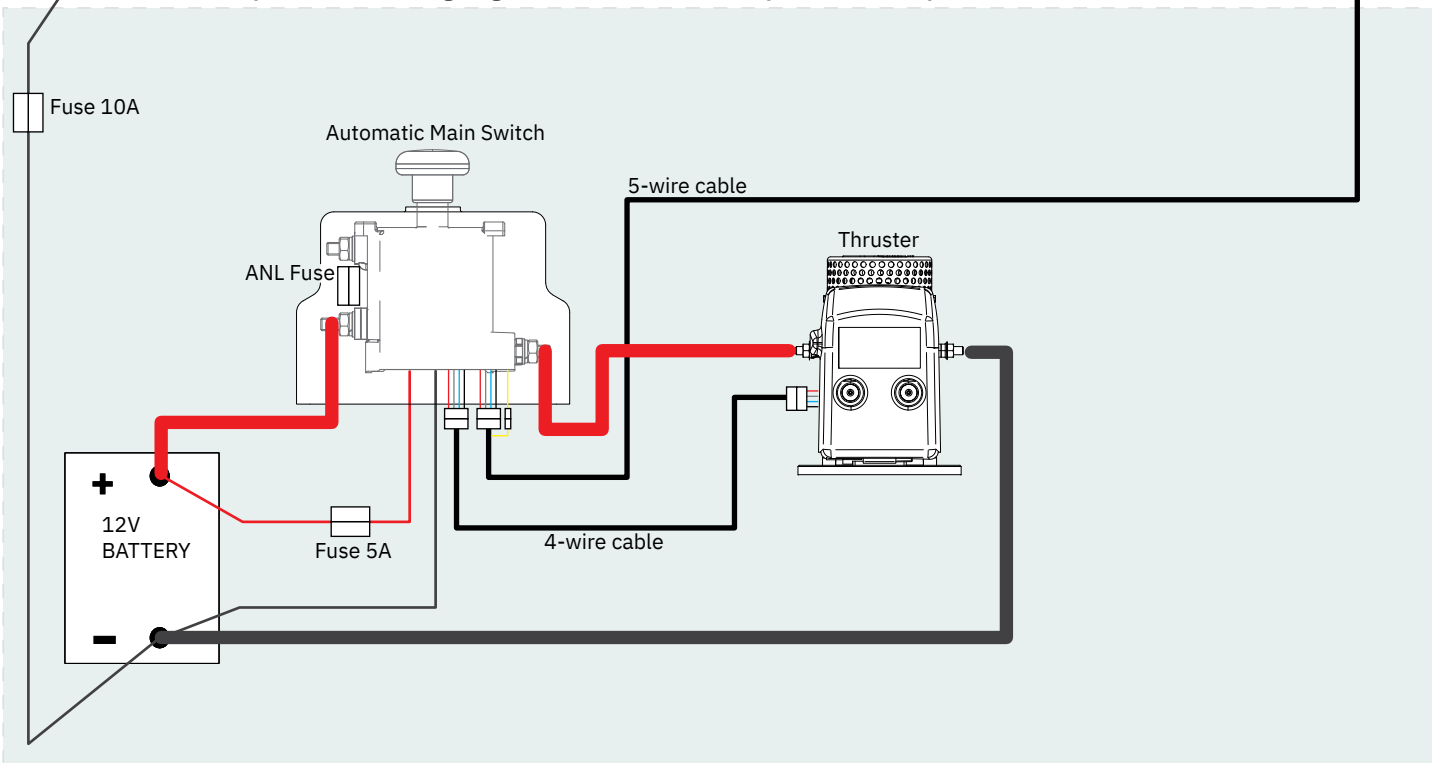 Fuse 10A
Automatic Main Switch
5-wire cable
Thruster
ANL Fuse
+
12V
BATTERY
Fuse 5A
4-wire cable
-